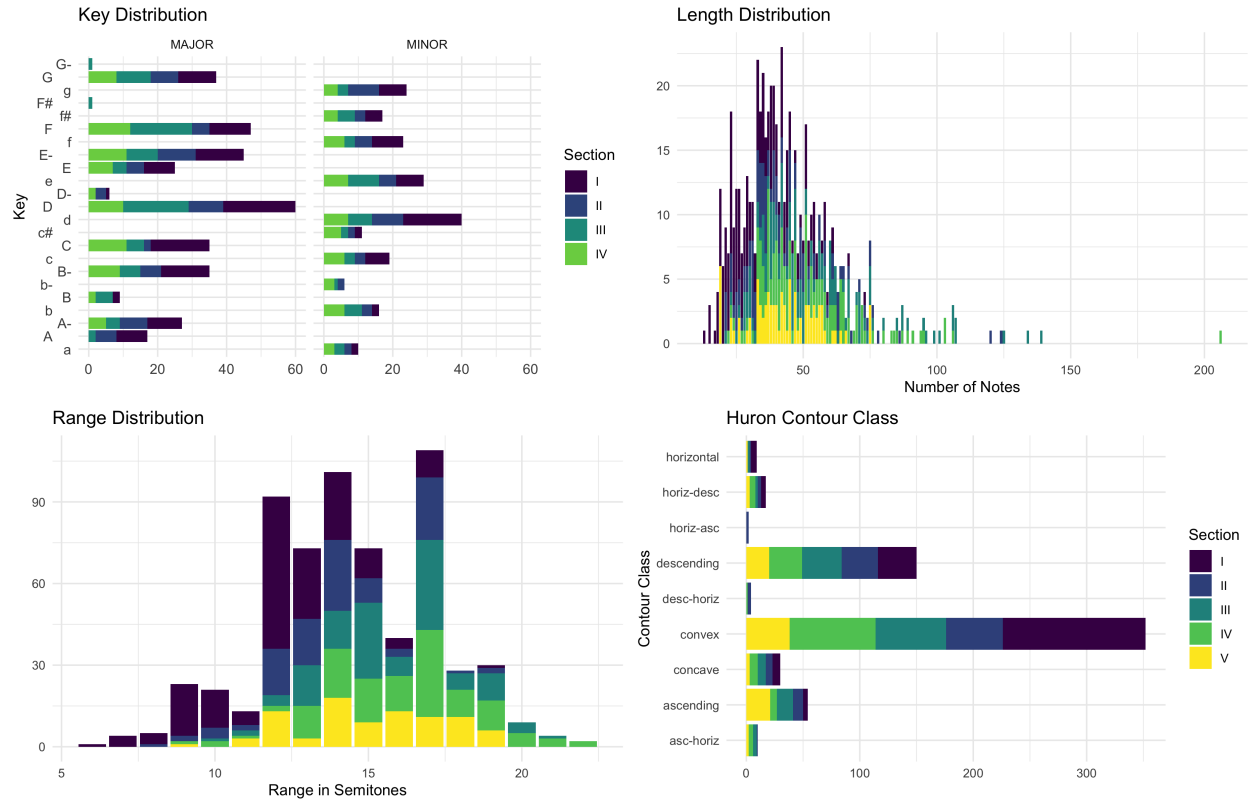 Key Distribution
MAJOR
MINOR
Key
G-
G
g
F#
f#
F
f
E-
E
e
D-
D
d
c#
C
c
B-
b-
B
b
A-
A
a
0 20 40 60
0 20 40 60
Section
I
II
III
IV
Length Distribution
20
15
10
5
0
50 100 150 200
Number of Notes
Range Distribution
90
60
30
0
5 10 15 20
Range in Semitones
Huron Contour Class
Contour Class
horizontal
horiz-desc
horiz-asc
descending
desc-horiz
convex
concave
ascending
asc-horiz
0 100 200 300
Section
I
II
III
IV
V